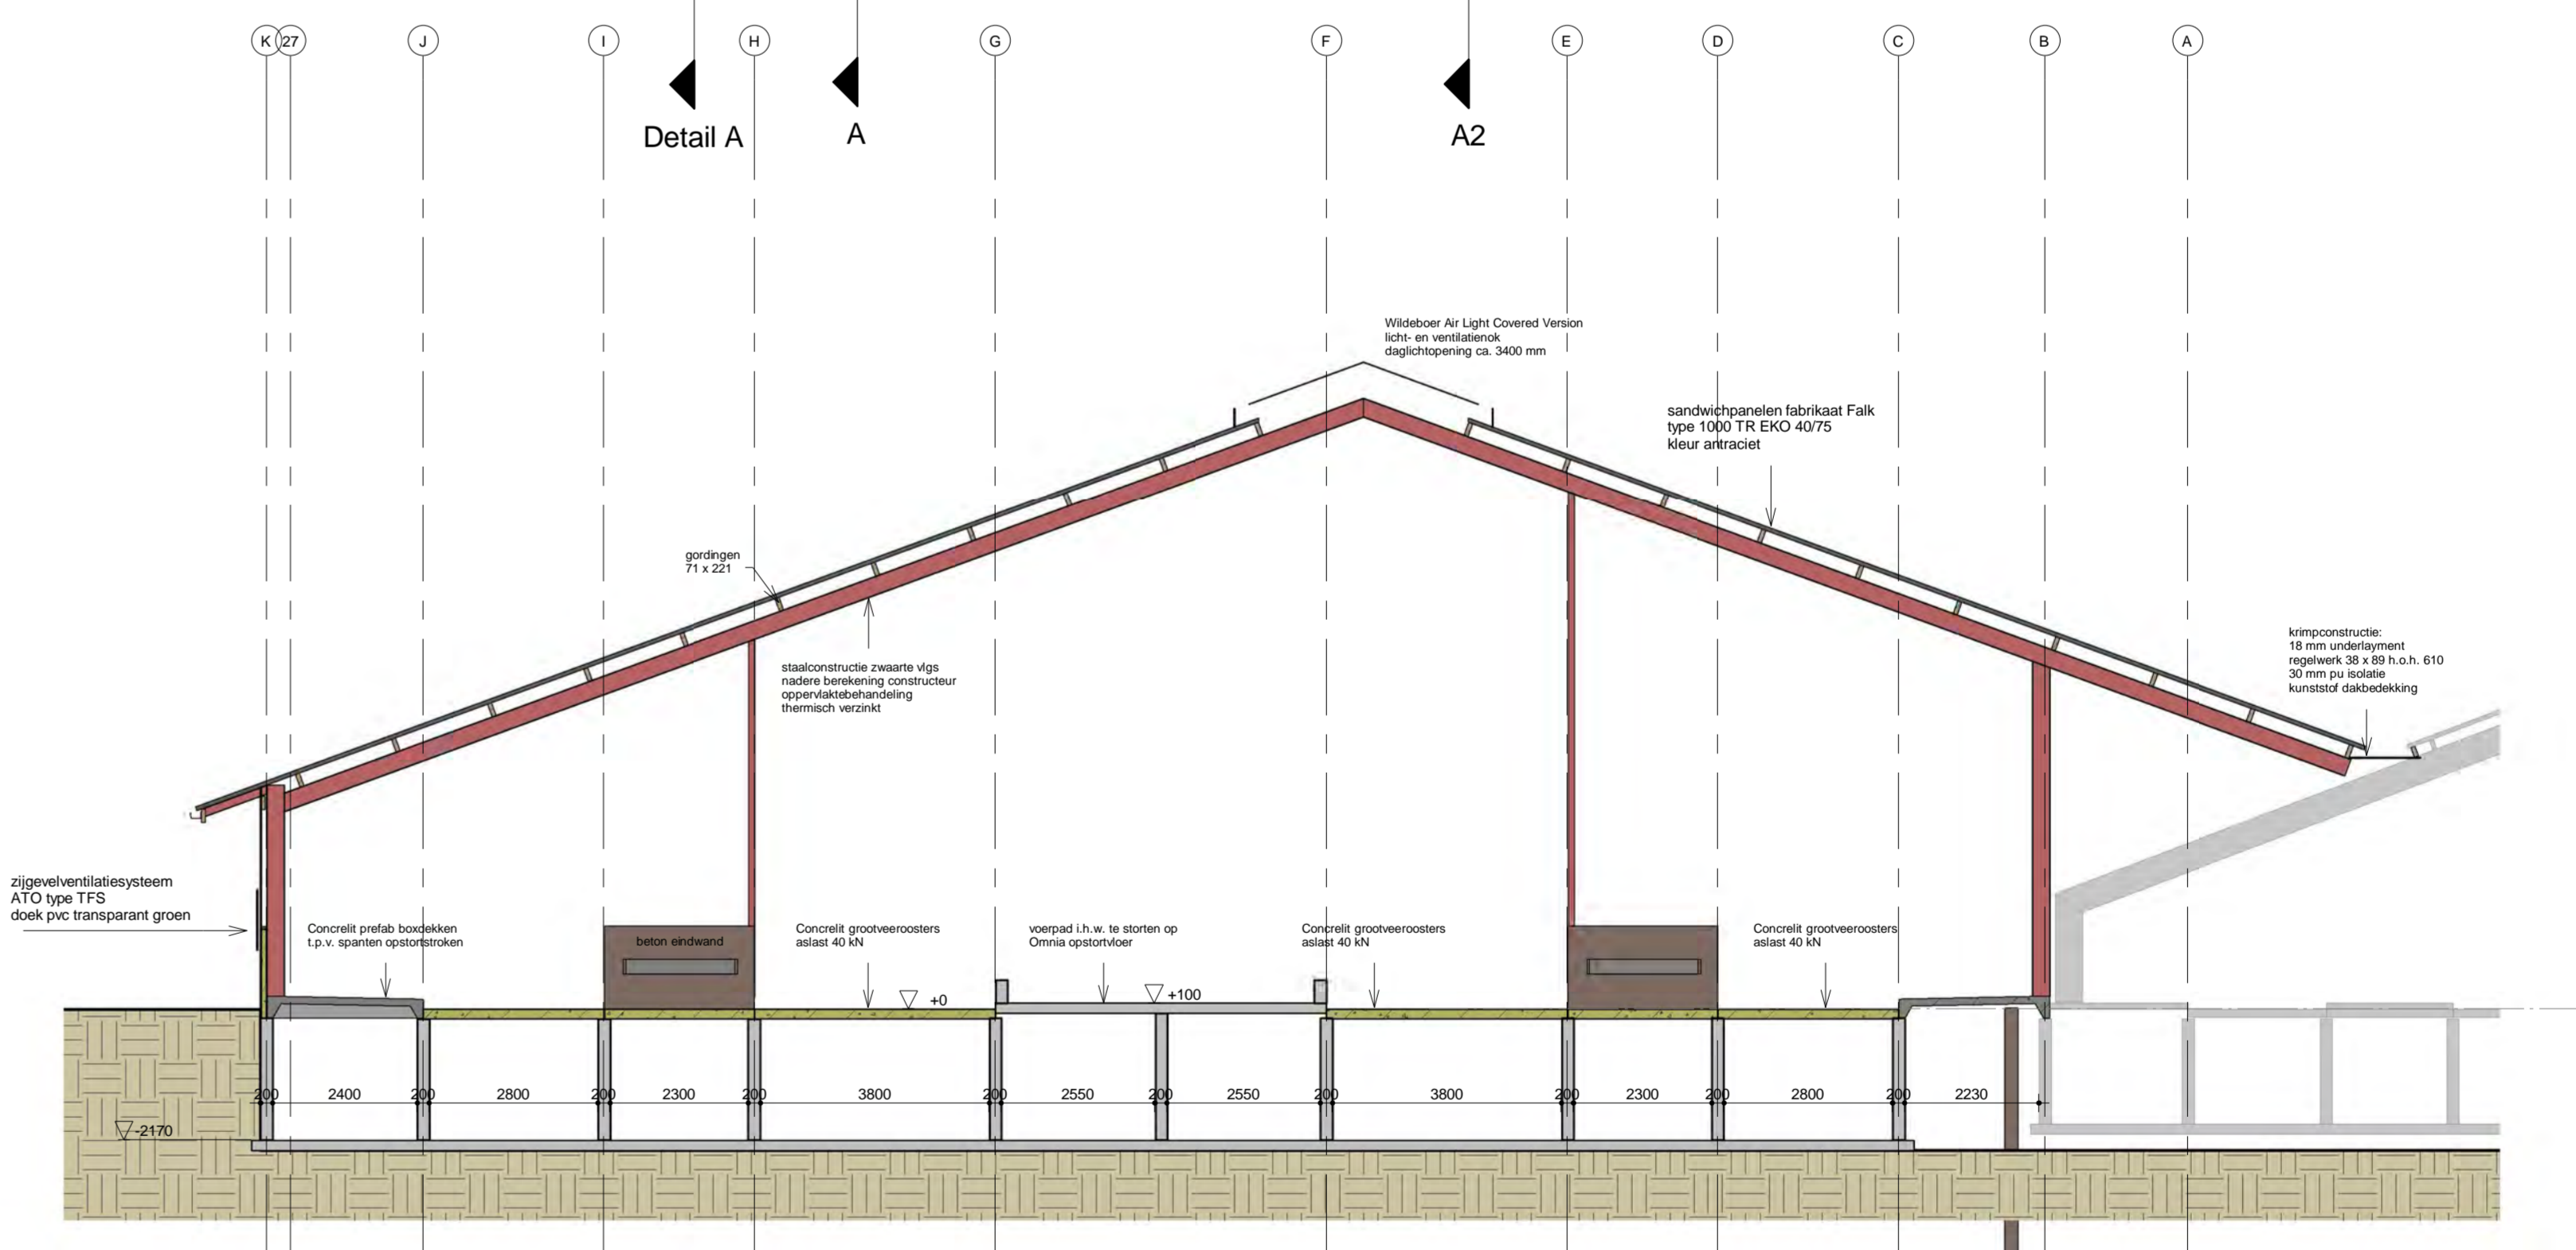 K 27 J I H G F E D C B A
Detail A
A
A2
Wildeboer Air Light Covered Version
licht- en ventilatienok
daglichtopening ca. 3400 mm
sandwichpanelen fabrikaat Falk
type 1000 TR EKO 40/75
kleur antraciet
gordingen
71 x 221
krimpconstructie:
18 mm underlayment
regelwerk 38 x 89 h.o.h. 610
30 mm pu isolatie
kunststof dakbedekking
staalconstructie zwaarte vlgs
nadere berekening constructeur
oppervlaktebehandeling
thermisch verzinkt
zijgevelventilatiesysteem
ATO type TFS
doek pvc transparant groen
Concrelit prefab boxdekken
t.p.v. spanten opstortstroken
beton eindwand
Concrelit grootveeroosters
aslast 40 kN
voerpad i.h.w. te storten op
Omnia opstortvloer
Concrelit grootveeroosters
aslast 40 kN
Concrelit grootveeroosters
aslast 40 kN
+0
+100
200 2400 200 2800 200 2300 200 3800 200 2550 200 2550 200 3800 200 2300 200 2800 200 2230
-2170